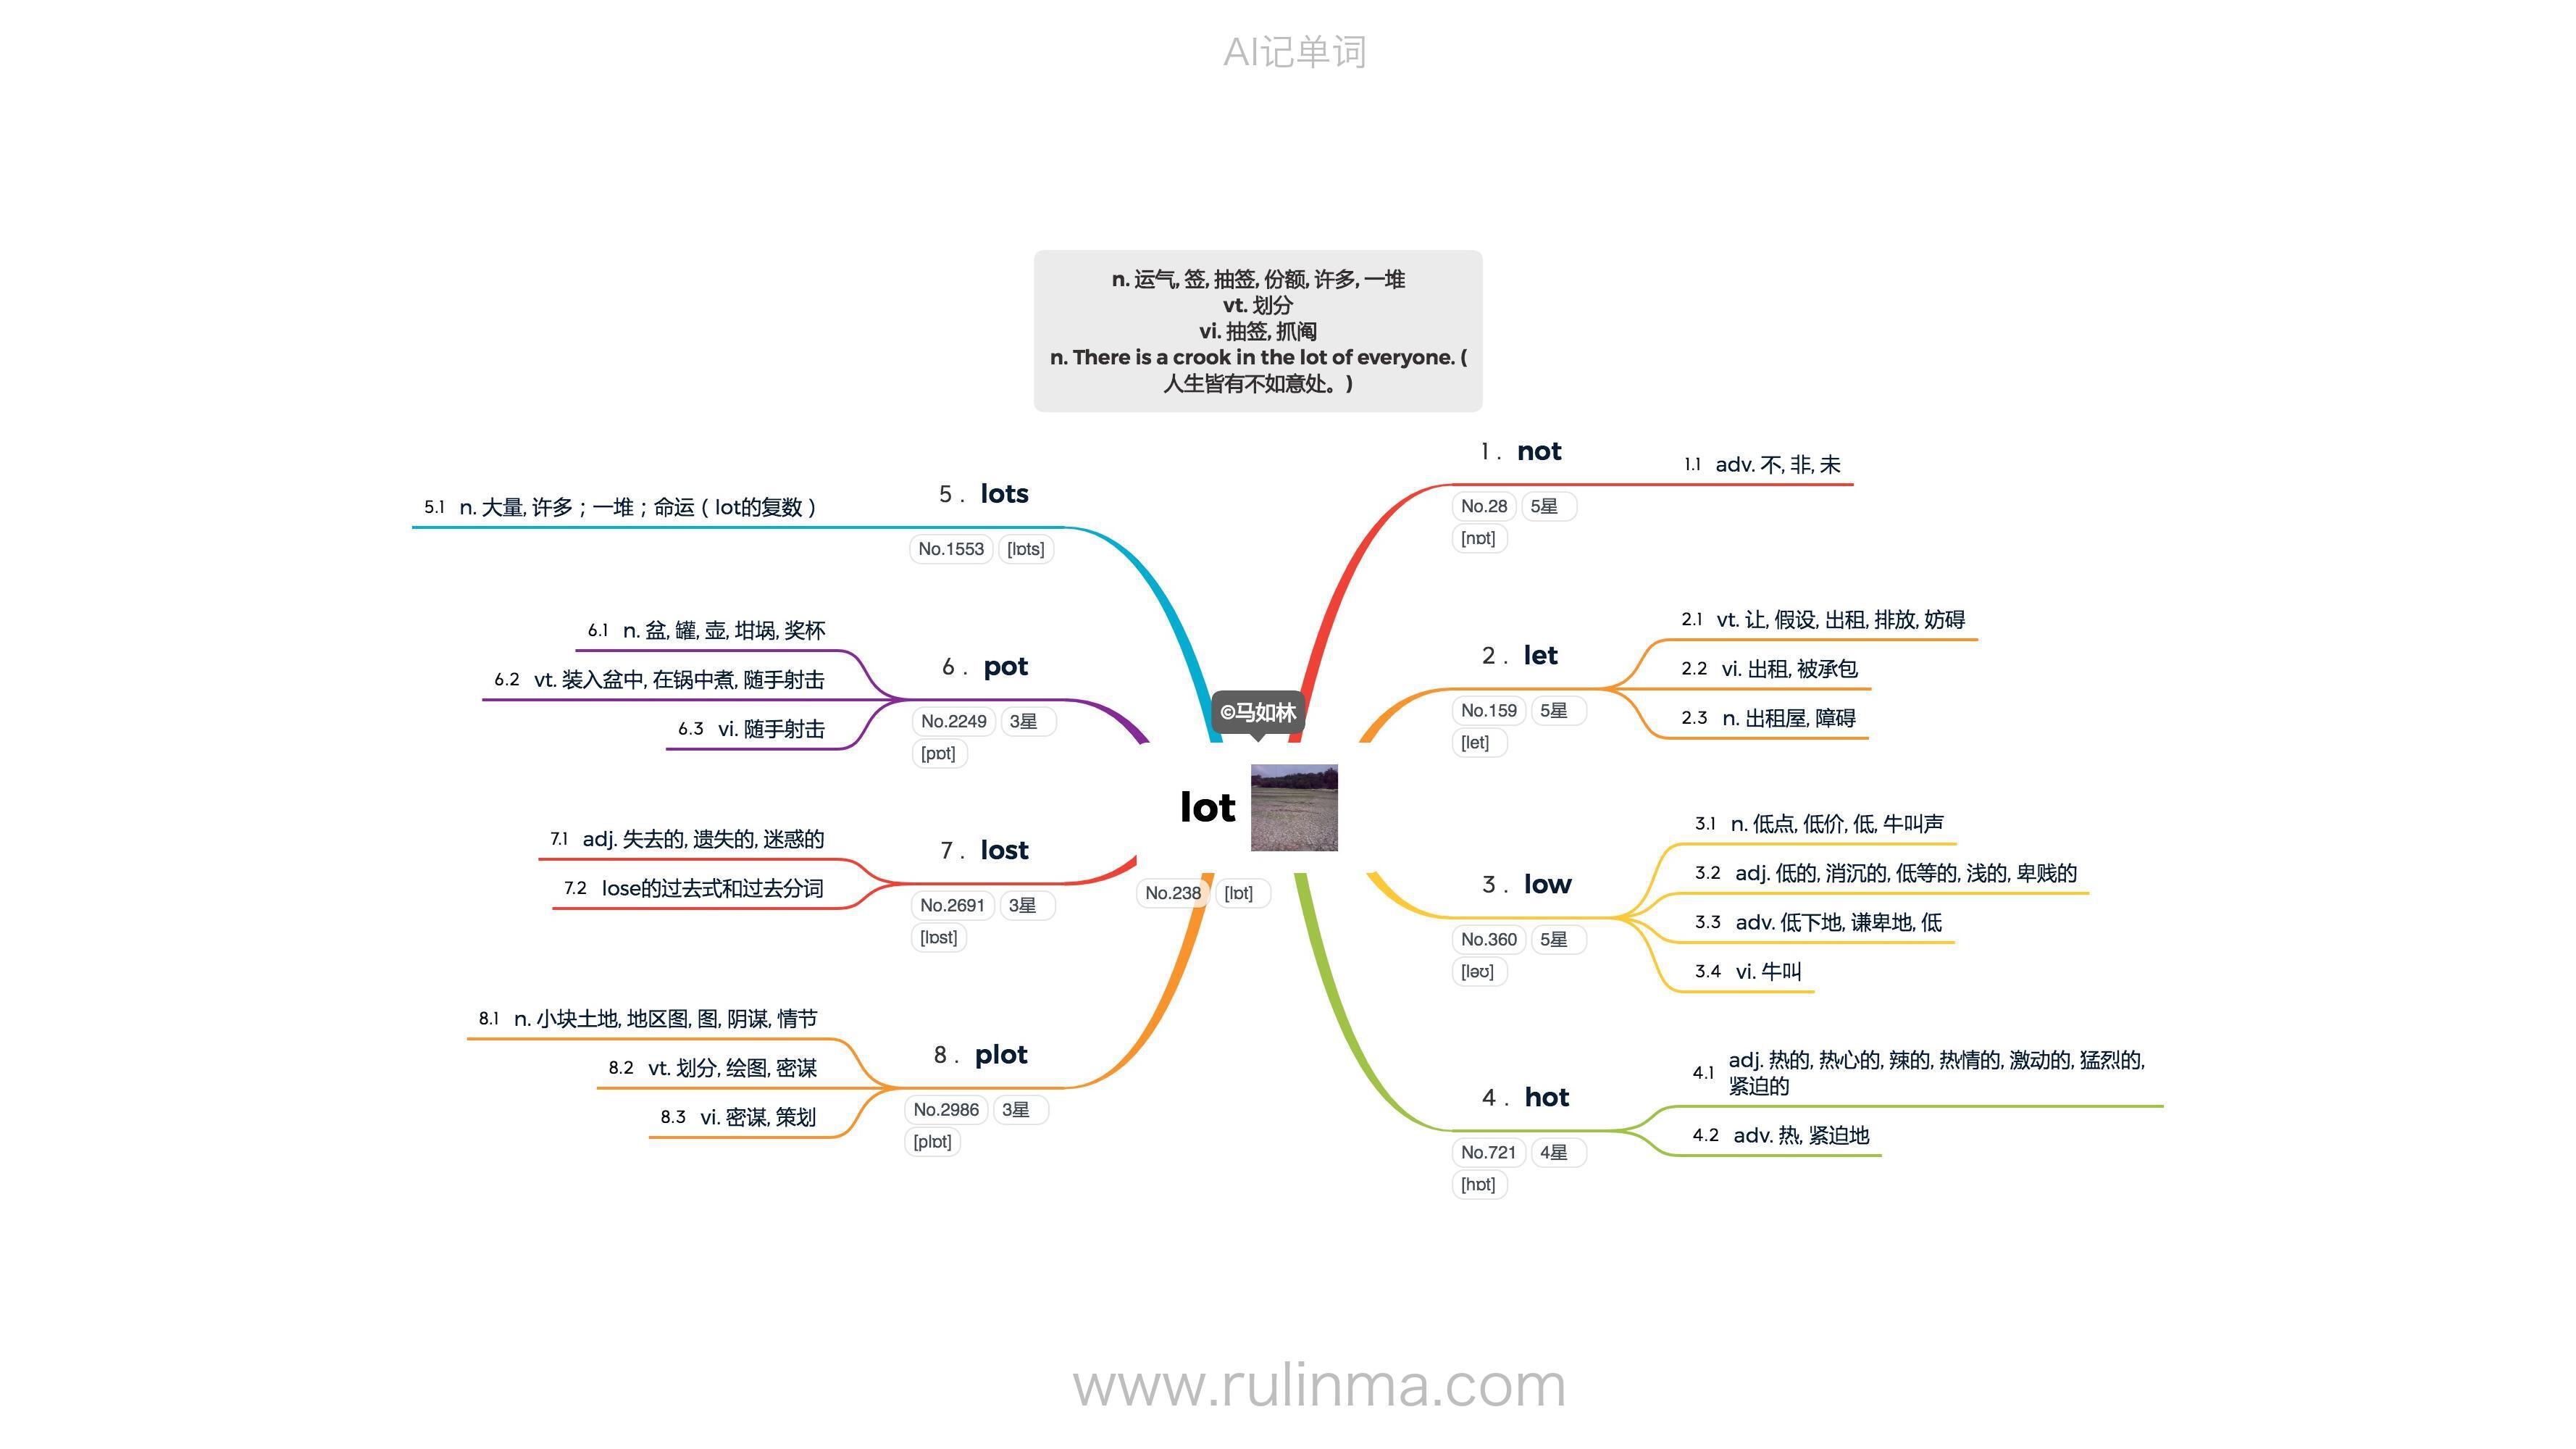 AI记单词
n. 运气, 签, 抽签, 份额, 许多, 一堆
vt. 划分
vi. 抽签, 抓阄
n. There is a crook in the lot of everyone. (
人生皆有不如意处。)
©马如林
lot
No.238 [lɒt]
1 . not
No.28 5星
[nɒt]
1.1 adv. 不, 非, 未
2 . let
No.159 5星
[let]
2.1 vt. 让, 假设, 出租, 排放, 妨碍
2.2 vi. 出租, 被承包
2.3 n. 出租屋, 障碍
3 . low
No.360 5星
[ləʊ]
3.1 n. 低点, 低价, 低, 牛叫声
3.2 adj. 低的, 消沉的, 低等的, 浅的, 卑贱的
3.3 adv. 低下地, 谦卑地, 低
3.4 vi. 牛叫
4 . hot
No.721 4星
[hɒt]
4.1 adj. 热的, 热心的, 辣的, 热情的, 激动的, 猛烈的,
紧迫的
4.2 adv. 热, 紧迫地
5 . lots
No.1553 [lɒts]
5.1 n. 大量, 许多；一堆；命运（lot的复数）
6 . pot
No.2249 3星
[pɒt]
6.1 n. 盆, 罐, 壶, 坩埚, 奖杯
6.2 vt. 装入盆中, 在锅中煮, 随手射击
6.3 vi. 随手射击
7 . lost
No.2691 3星
[lɒst]
7.1 adj. 失去的, 遗失的, 迷惑的
7.2 lose的过去式和过去分词
8 . plot
No.2986 3星
[plɒt]
8.1 n. 小块土地, 地区图, 图, 阴谋, 情节
8.2 vt. 划分, 绘图, 密谋
8.3 vi. 密谋, 策划
www.rulinma.com